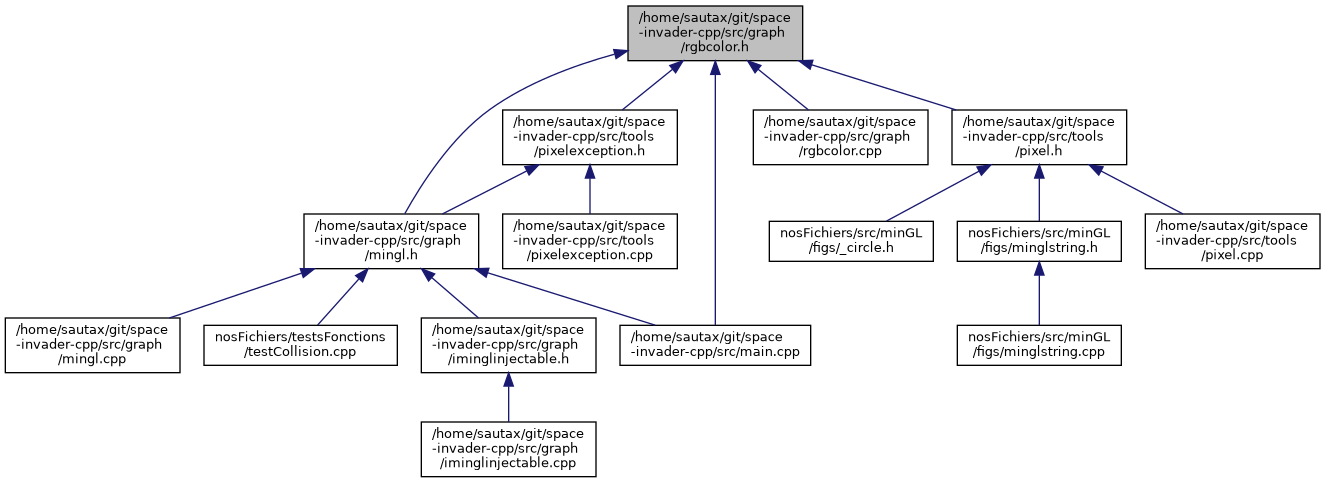 /home/sautax/git/space
-invader-cpp/src/graph
/rgbcolor.h
/home/sautax/git/space
-invader-cpp/src/tools
/pixelexception.h
/home/sautax/git/space
-invader-cpp/src/graph
/rgbcolor.cpp
/home/sautax/git/space
-invader-cpp/src/tools
/pixel.h
/home/sautax/git/space
-invader-cpp/src/graph
/mingl.h
/home/sautax/git/space
-invader-cpp/src/tools
/pixelexception.cpp
nosFichiers/src/minGL
/figs/_circle.h
nosFichiers/src/minGL
/figs/minglstring.h
/home/sautax/git/space
-invader-cpp/src/tools
/pixel.cpp
/home/sautax/git/space
-invader-cpp/src/graph
/mingl.cpp
nosFichiers/testsFonctions
/testCollision.cpp
/home/sautax/git/space
-invader-cpp/src/graph
/iminglinjectable.h
/home/sautax/git/space
-invader-cpp/src/main.cpp
nosFichiers/src/minGL
/figs/minglstring.cpp
/home/sautax/git/space
-invader-cpp/src/graph
/iminglinjectable.cpp